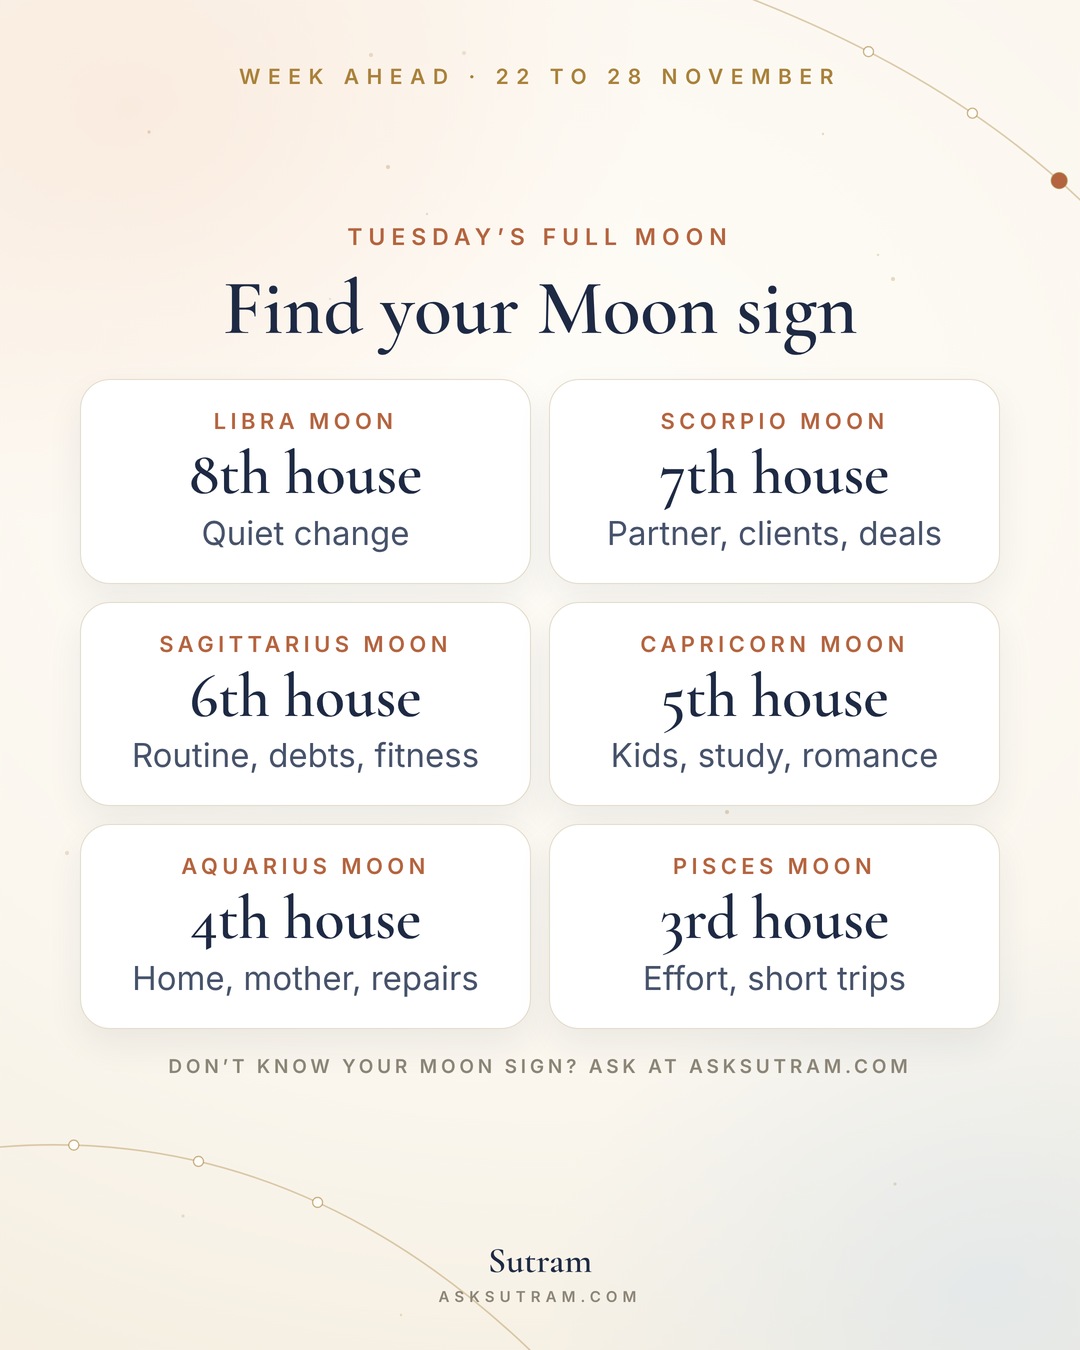 WEEK AHEAD · 22 TO 28 NOVEMBER
TUESDAY’S FULL MOON
Find your Moon sign
LIBRA MOON
8th house
Quiet change
SCORPIO MOON
7th house
Partner, clients, deals
SAGITTARIUS MOON
6th house
Routine, debts, fitness
CAPRICORN MOON
5th house
Kids, study, romance
AQUARIUS MOON
4th house
Home, mother, repairs
PISCES MOON
3rd house
Effort, short trips
DON’T KNOW YOUR MOON SIGN? ASK AT ASKSUTRAM.COM
Sutram
ASKSUTRAM.COM